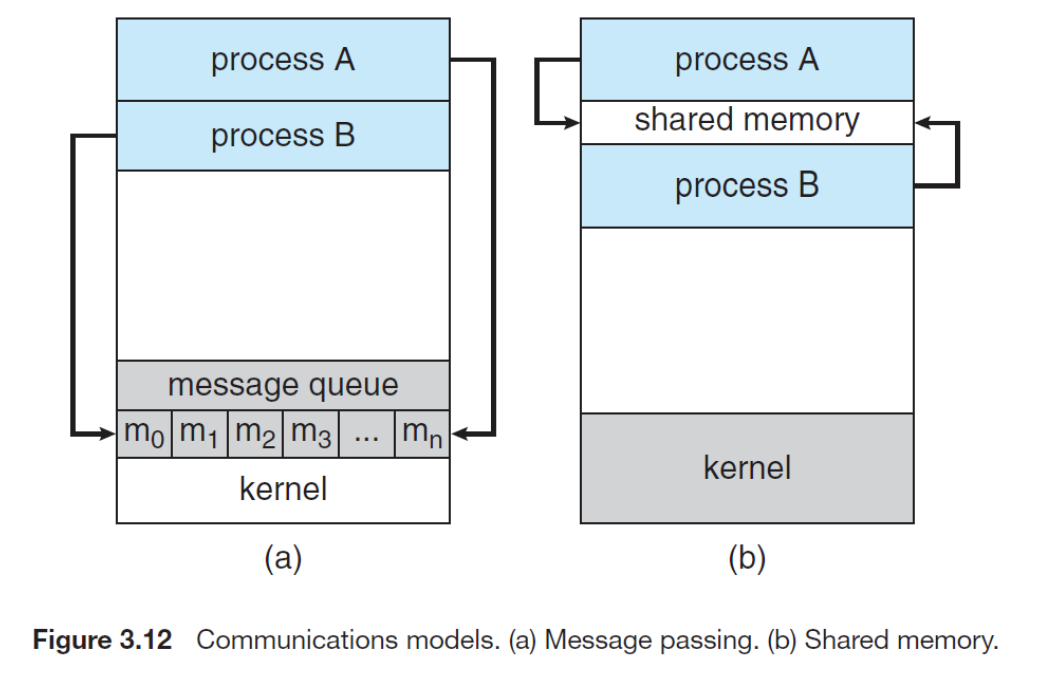 process A
process B
message queue
m0 m1 m2 m3 ... mn
kernel
(a)
process A
shared memory
process B
kernel
(b)
Figure 3.12 Communications models. (a) Message passing. (b) Shared memory.